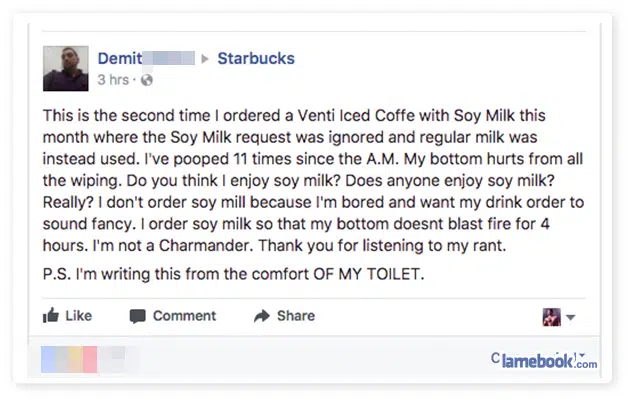 Demit Starbucks
3 hrs
This is the second time I ordered a Venti Iced Coffe with Soy Milk this
month where the Soy Milk request was ignored and regular milk was
instead used. I've pooped 11 times since the A.M. My bottom hurts from all
the wiping. Do you think I enjoy soy milk? Does anyone enjoy soy milk?
Really? I don't order soy mill because I'm bored and want my drink order to
sound fancy. I order soy milk so that my bottom doesnt blast fire for 4
hours. I'm not a Charmander. Thank you for listening to my rant.
P.S. I'm writing this from the comfort OF MY TOILET.
Like Comment Share
lamebook.com